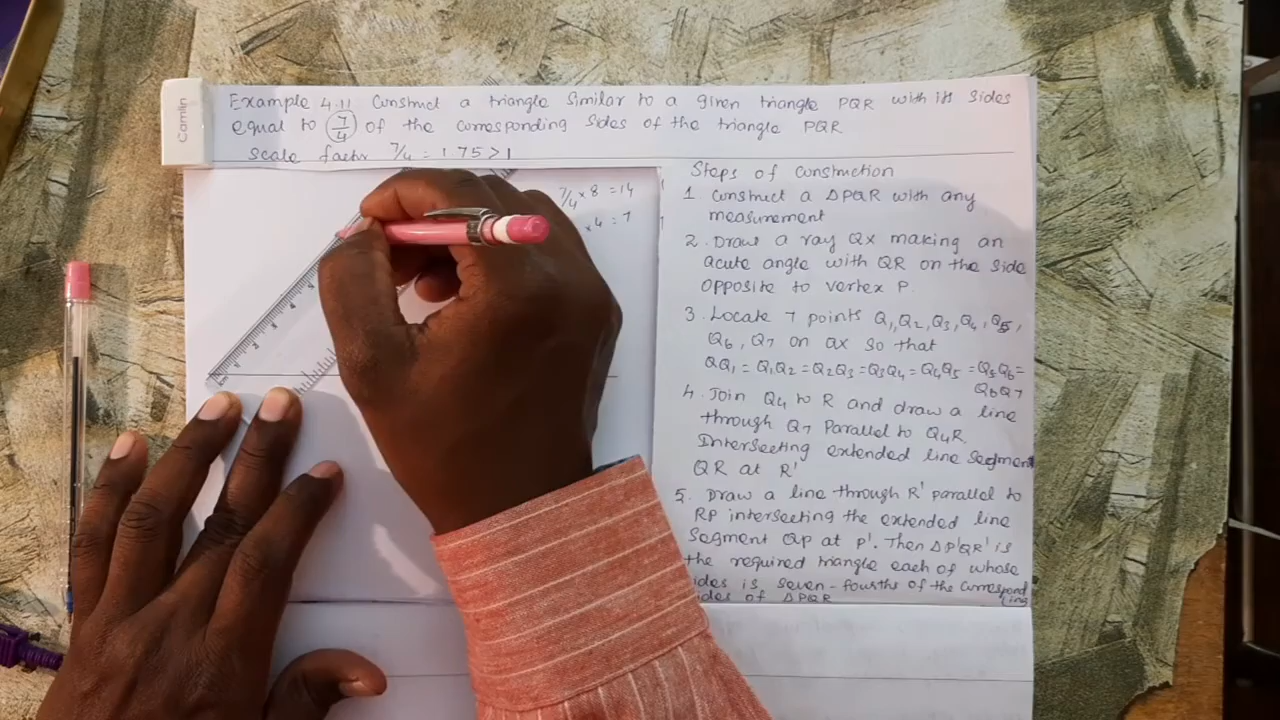 Camlin
Example 4.11 Construct a triangle similar to a given triangle PQR with its sides
equal to 7/4 of the corresponding sides of the triangle PQR
Scale factor 7/4 = 1.75 > 1
7/4 × 8 = 14
× 4 = 7
Steps of construction
1 Construct a ΔPQR with any
measurement
2. Draw a ray QX making an
acute angle with QR on the side
opposite to vertex P.
3. Locate 7 points Q1, Q2, Q3, Q4, Q5,
Q6, Q7 on QX so that
QQ1 = Q1Q2 = Q2Q3 = Q3Q4 = Q4Q5 = Q5Q6 =
Q6Q7
4. Join Q4 to R and draw a line
through Q7 Parallel to Q4R.
Intersecting extended line segment
QR at R'
5. Draw a line through R' parallel to
RP intersecting the extended line
segment QP at P'. Then ΔP'QR' is
the required triangle each of whose
ides is seven-fourths of the correspond
ing
ides of ΔPQR